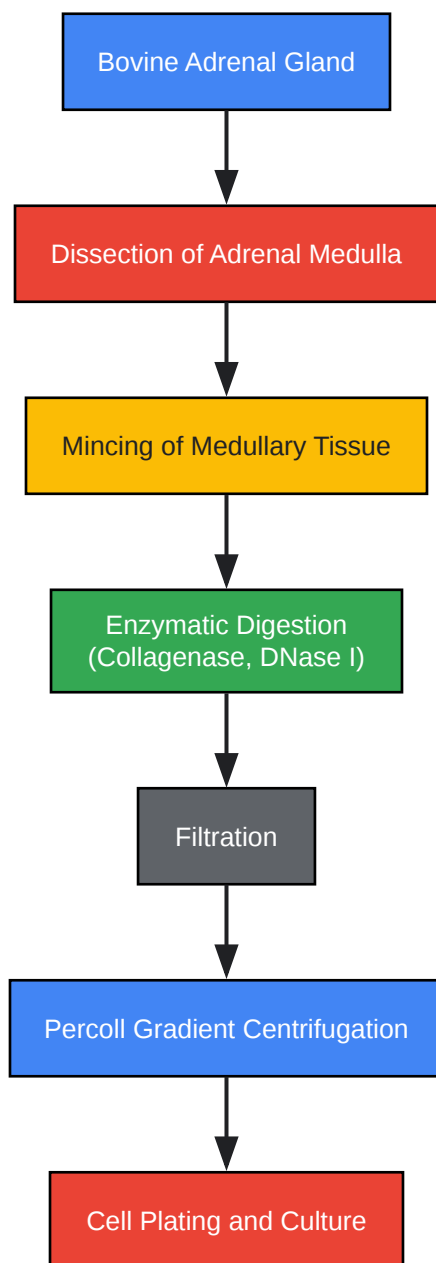 Bovine Adrenal Gland
Dissection of Adrenal Medulla
Mincing of Medullary Tissue
Enzymatic Digestion
(Collagenase, DNase I)
Filtration
Percoll Gradient Centrifugation
Cell Plating and Culture